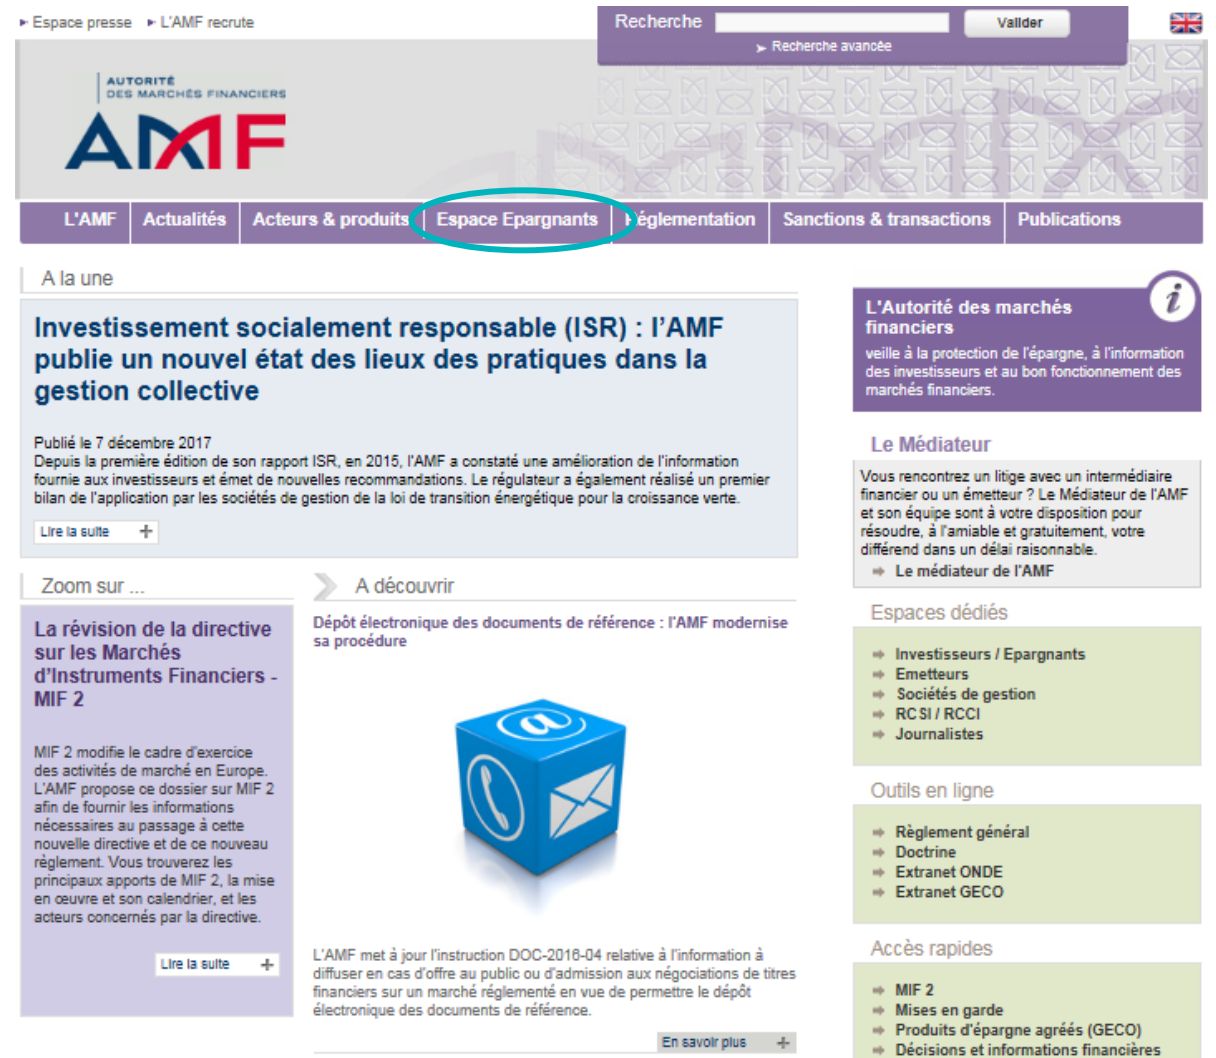 Espace presse L'AMF recrute
Recherche Valider
Recherche avancée
AUTORITÉ
DES MARCHÉS FINANCIERS
AMF
L'AMF Actualités Acteurs & produits Espace Epargnants Réglementation Sanctions & transactions Publications
A la une
Investissement socialement responsable (ISR) : l'AMF
publie un nouvel état des lieux des pratiques dans la
gestion collective
Publié le 7 décembre 2017
Depuis la première édition de son rapport ISR, en 2015, l'AMF a constaté une amélioration de l'information
fournie aux investisseurs et émet de nouvelles recommandations. Le régulateur a également réalisé un premier
bilan de l'application par les sociétés de gestion de la loi de transition énergétique pour la croissance verte.
Lire la suite
Zoom sur ...
La révision de la directive
sur les Marchés
d'Instruments Financiers -
MIF 2
MIF 2 modifie le cadre d'exercice
des activités de marché en Europe.
L'AMF propose ce dossier sur MIF 2
afin de fournir les informations
nécessaires au passage à cette
nouvelle directive et de ce nouveau
règlement. Vous trouverez les
principaux apports de MIF 2, la mise
en œuvre et son calendrier, et les
acteurs concernés par la directive.
Lire la suite
A découvrir
Dépôt électronique des documents de référence : l'AMF modernise
sa procédure
@
L'AMF met à jour l'instruction DOC-2016-04 relative à l'information à
diffuser en cas d'offre au public ou d'admission aux négociations de titres
financiers sur un marché réglementé en vue de permettre le dépôt
électronique des documents de référence.
En savoir plus
i
L'Autorité des marchés
financiers
veille à la protection de l'épargne, à l'information
des investisseurs et au bon fonctionnement des
marchés financiers.
Le Médiateur
Vous rencontrez un litige avec un intermédiaire
financier ou un émetteur ? Le Médiateur de l'AMF
et son équipe sont à votre disposition pour
résoudre, à l'amiable et gratuitement, votre
différend dans un délai raisonnable.
Le médiateur de l'AMF
Espaces dédiés
Investisseurs / Epargnants
Emetteurs
Sociétés de gestion
RCSI / RCCI
Journalistes
Outils en ligne
Règlement général
Doctrine
Extranet ONDE
Extranet GECO
Accès rapides
MIF 2
Mises en garde
Produits d'épargne agréés (GECO)
Décisions et informations financières